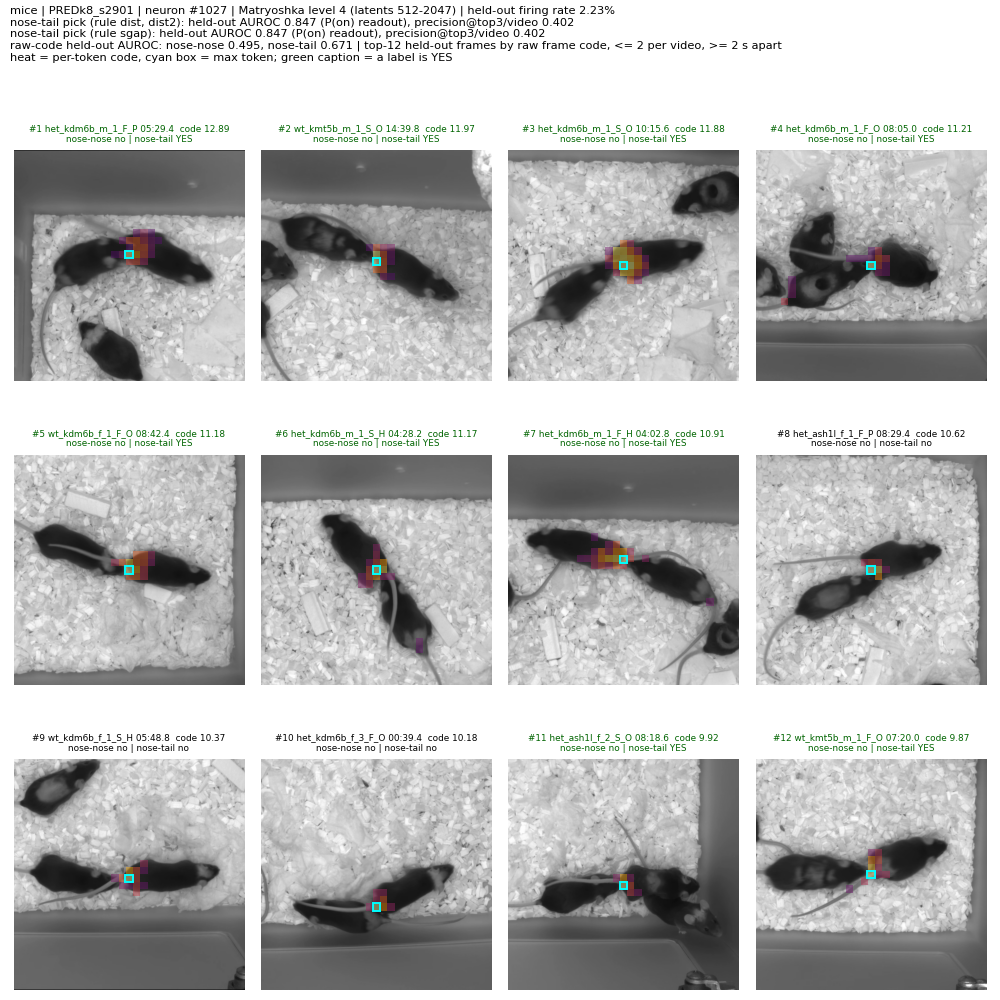 mice | PREDk8_s2901 | neuron #1027 | Matryoshka level 4 (latents 512-2047) | held-out firing rate 2.23%
nose-tail pick (rule dist, dist2): held-out AUROC 0.847 (P(on) readout), precision@top3/video 0.402
nose-tail pick (rule sgap): held-out AUROC 0.847 (P(on) readout), precision@top3/video 0.402
raw-code held-out AUROC: nose-nose 0.495, nose-tail 0.671 | top-12 held-out frames by raw frame code, <= 2 per video, >= 2 s apart
heat = per-token code, cyan box = max token; green caption = a label is YES
#1 het_kdm6b_m_1_F_P 05:29.4  code 12.89
nose-nose no | nose-tail YES
#2 wt_kmt5b_m_1_S_O 14:39.8  code 11.97
nose-nose no | nose-tail YES
#3 het_kdm6b_m_1_S_O 10:15.6  code 11.88
nose-nose no | nose-tail YES
#4 het_kdm6b_m_1_F_O 08:05.0  code 11.21
nose-nose no | nose-tail YES
#5 wt_kdm6b_f_1_F_O 08:42.4  code 11.18
nose-nose no | nose-tail YES
#6 het_kdm6b_m_1_S_H 04:28.2  code 11.17
nose-nose no | nose-tail YES
#7 het_kdm6b_m_1_F_H 04:02.8  code 10.91
nose-nose no | nose-tail YES
#8 het_ash1l_f_1_F_P 08:29.4  code 10.62
nose-nose no | nose-tail no
#9 wt_kdm6b_f_1_S_H 05:48.8  code 10.37
nose-nose no | nose-tail no
#10 het_kdm6b_f_3_F_O 00:39.4  code 10.18
nose-nose no | nose-tail no
#11 het_ash1l_f_2_S_O 08:18.6  code 9.92
nose-nose no | nose-tail YES
#12 wt_kmt5b_m_1_F_O 07:20.0  code 9.87
nose-nose no | nose-tail YES